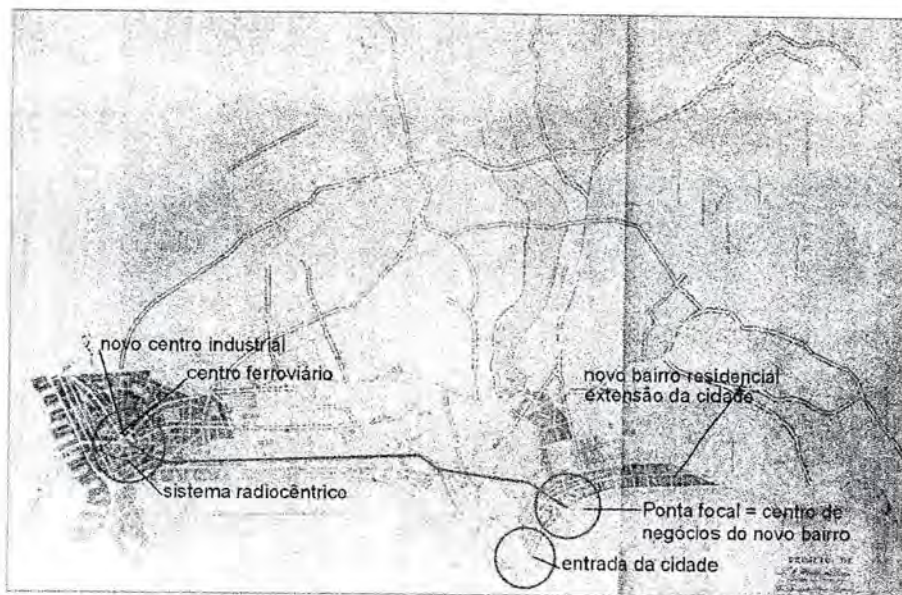 novo centro industrial
centro ferroviário
novo bairro residencial
extensão da cidade
sistema radiocêntrico
Ponta focal = centro de
negócios do novo bairro
entrada da cidade